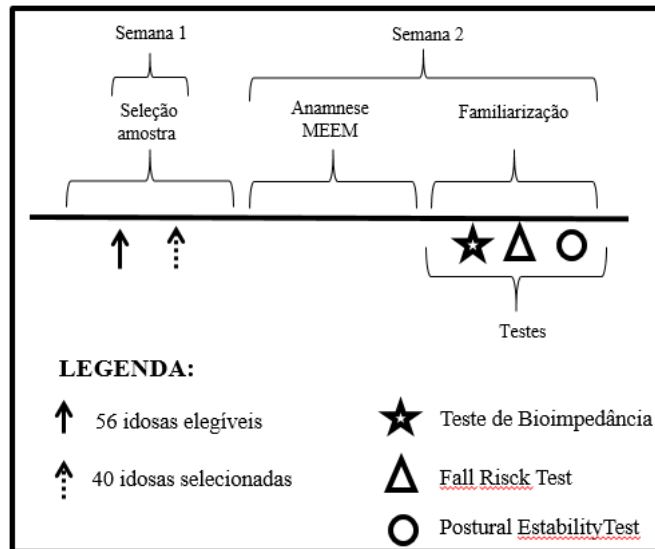 Semana 1
Semana 2
Seleção
amostra
Anamnese
MEEM
Familiarização
Testes
LEGENDA:
56 idosas elegíveis
40 idosas selecionadas
Teste de Bioimpedância
Fall Risck Test
Postural EstabilityTest